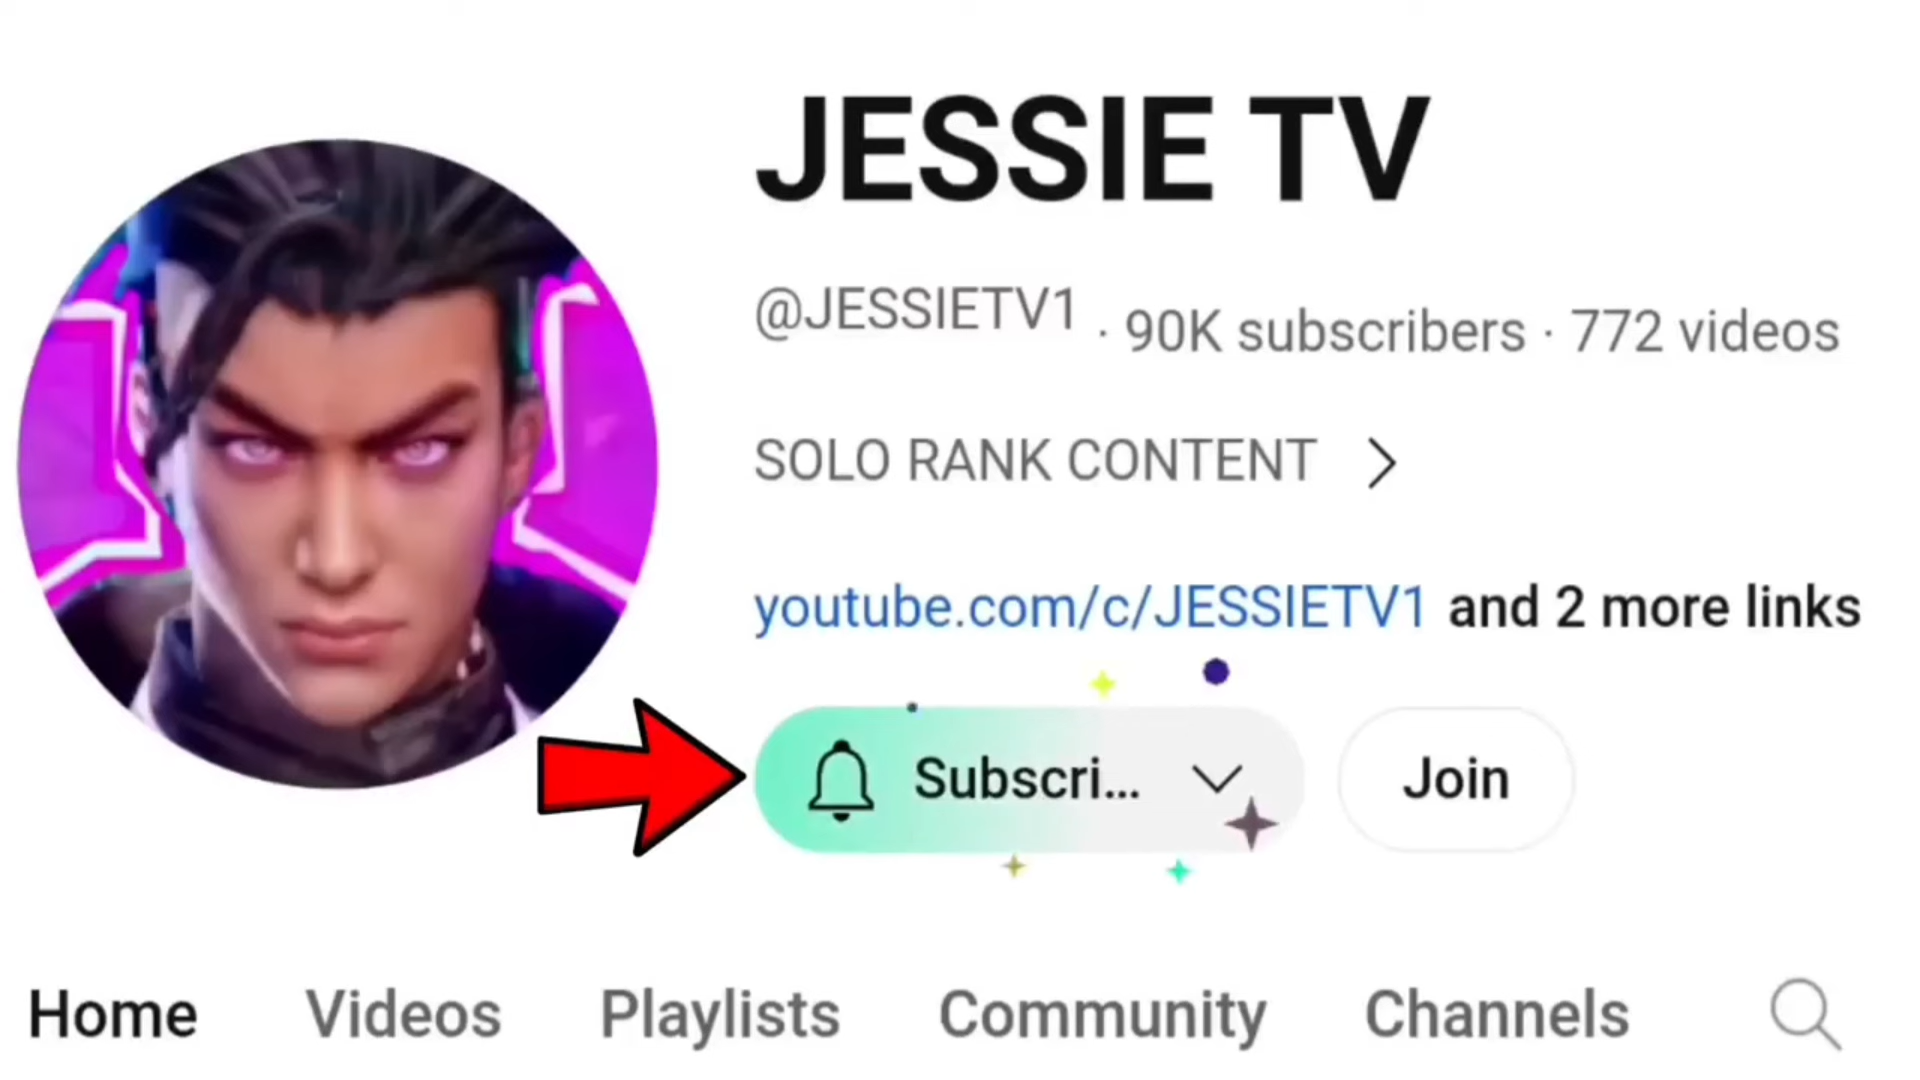 JESSIE TV
@JESSIETV1 · 90K subscribers · 772 videos
SOLO RANK CONTENT
youtube.com/c/JESSIETV1 and 2 more links
Subscri... Join
Home Videos Playlists Community Channels